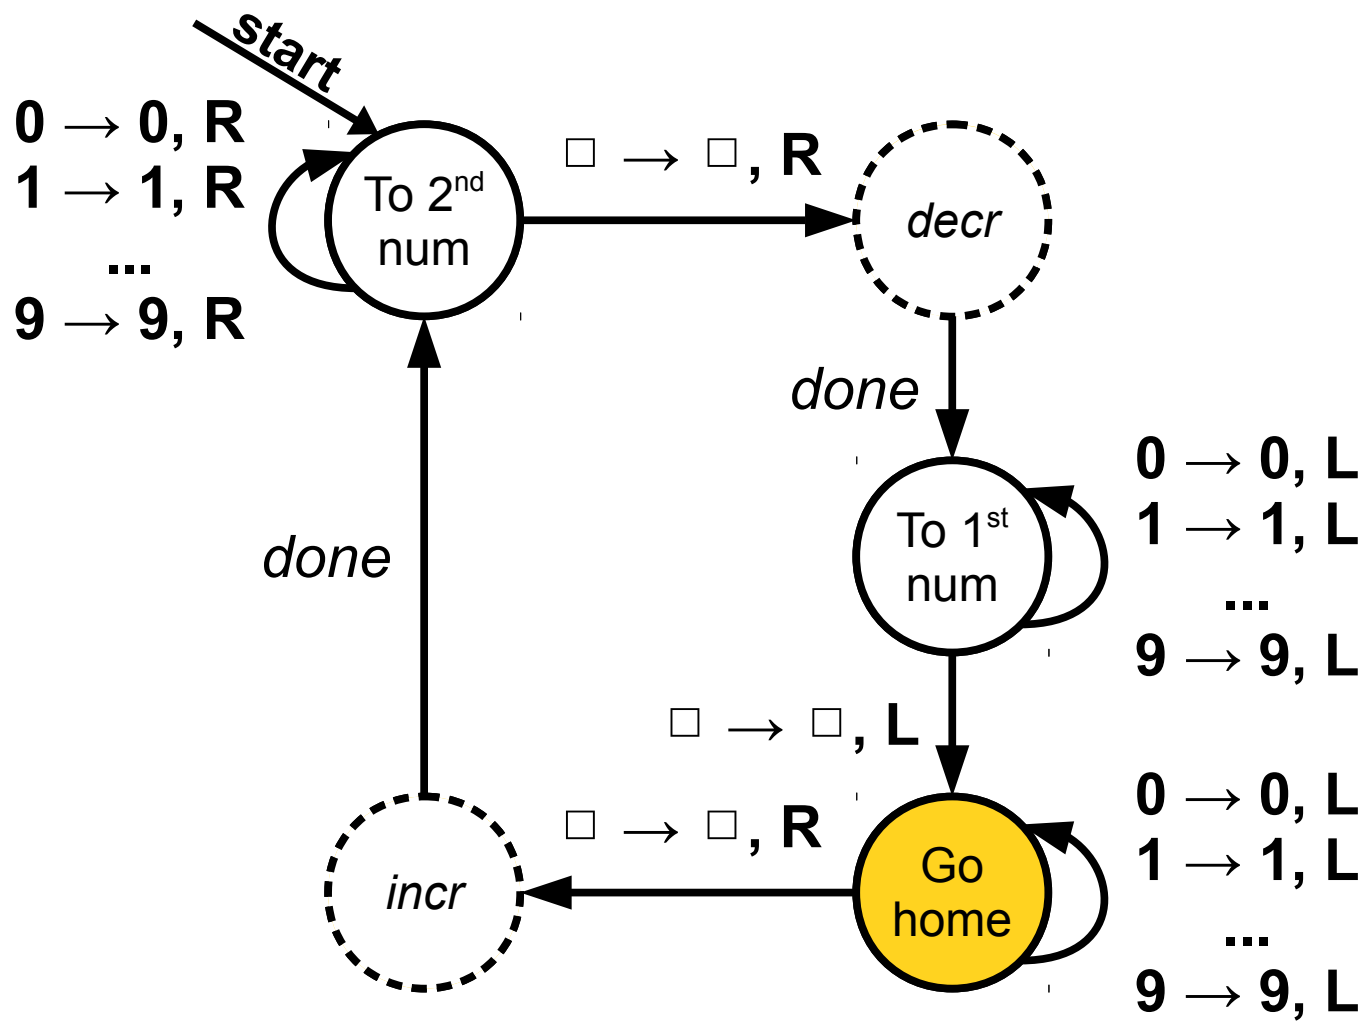 start
0 → 0, R
1 → 1, R
...
9 → 9, R
To 2nd
num
□ → □, R
decr
done
0 → 0, L
1 → 1, L
...
9 → 9, L
To 1st
num
done
□ → □, L
□ → □, R
0 → 0, L
1 → 1, L
...
9 → 9, L
Go
home
incr